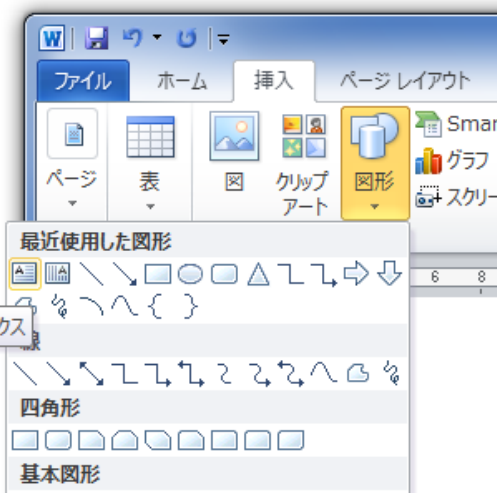 W
ファイル ホーム 挿入 ページ レイアウト
Smar
グラフ
スクリー
ページ 表 図 クリップ アート 図形
最近使用した図形
6 8
クス
線
四角形
基本図形